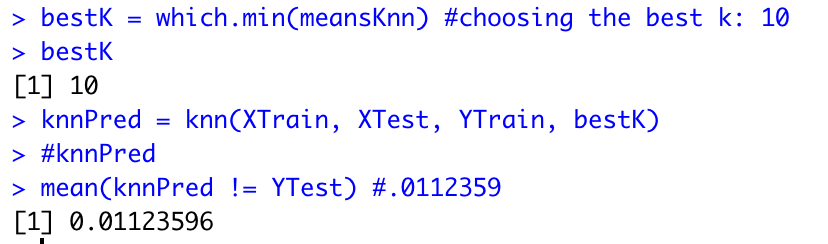 > bestK = which.min(meansKnn) #choosing the best k: 10
> bestK
[1] 10
> knnPred = knn(XTrain, XTest, YTrain, bestK)
> #knnPred
> mean(knnPred != YTest) #.0112359
[1] 0.01123596